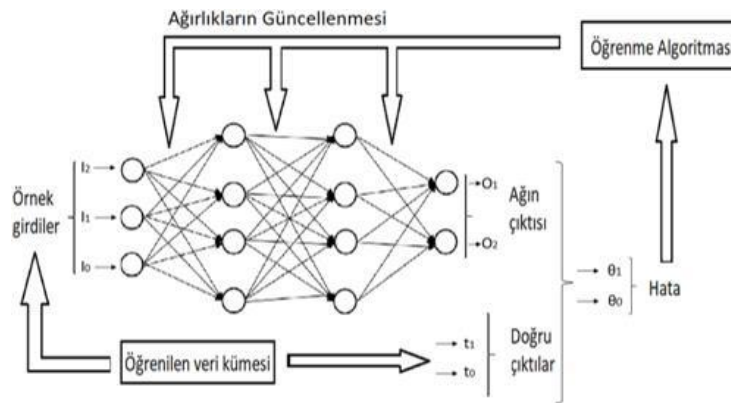 Ağırlıkların Güncellenmesi
Öğrenme Algoritması
Örnek
girdiler
I₂
I₁
I₀
O₁
O₂
Ağın
çıktısı
θ₁
θ₀
Hata
Öğrenilen veri kümesi
t₁
t₀
Doğru
çıktılar